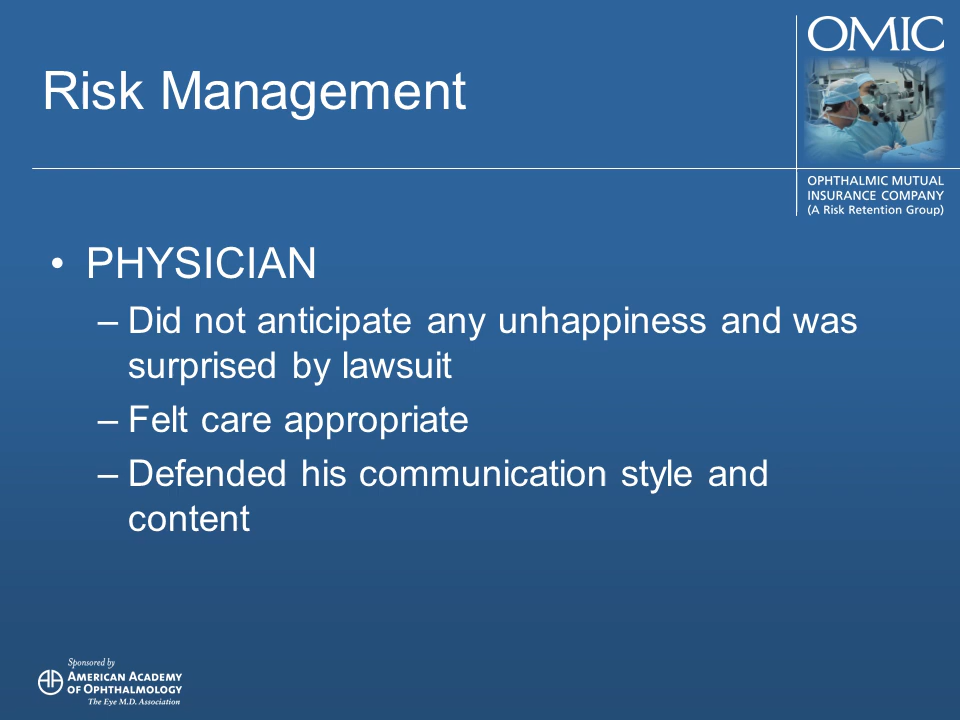 OMIC
Risk Management
OPHTHALMIC MUTUAL
INSURANCE COMPANY
(A Risk Retention Group)
• PHYSICIAN
– Did not anticipate any unhappiness and was
surprised by lawsuit
– Felt care appropriate
– Defended his communication style and
content
Sponsored by
AMERICAN ACADEMY
OF OPHTHALMOLOGY
The Eye M.D. Association